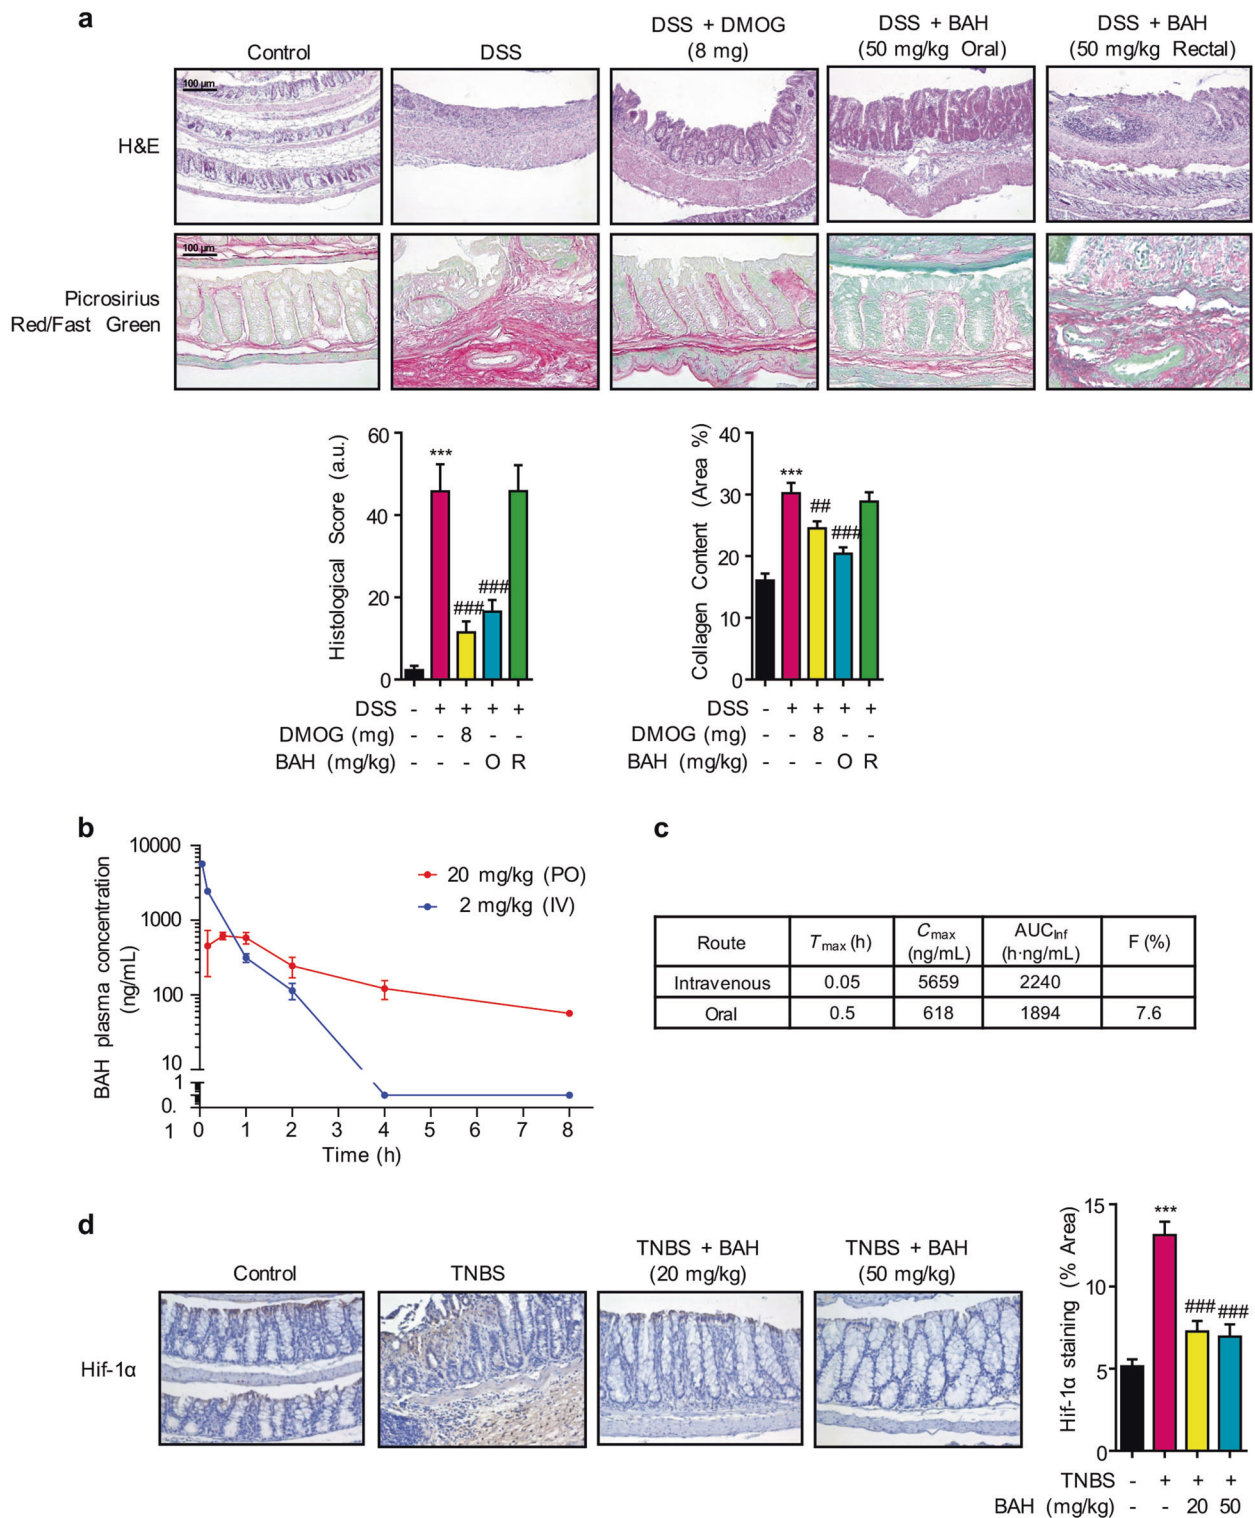 a
Control
DSS
DSS + DMOG
(8 mg)
DSS + BAH
(50 mg/kg Oral)
DSS + BAH
(50 mg/kg Rectal)
H&E
100 µm
Picrosirius
Red/Fast Green
100 µm
Histological Score (a.u.)
60
40
20
0
***
###
###
DSS - + + + +
DMOG (mg) - - 8 - -
BAH (mg/kg) - - - O R
Collagen Content (Area %)
40
30
20
10
0
***
##
###
DSS - + + + +
DMOG (mg) - - 8 - -
BAH (mg/kg) - - - O R
b
BAH plasma concentration
(ng/mL)
10000
1000
100
10
1
0.
1
0 1 2 3 4 5 6 7 8
Time (h)
20 mg/kg (PO)
2 mg/kg (IV)
c
Route Tmax (h) Cmax (ng/mL) AUCInf (h·ng/mL) F (%)
Intravenous 0.05 5659 2240
Oral 0.5 618 1894 7.6
d
Control
TNBS
TNBS + BAH
(20 mg/kg)
TNBS + BAH
(50 mg/kg)
Hif-1α
Hif-1α staining (% Area)
15
10
5
0
***
###
###
TNBS - + + +
BAH (mg/kg) - - 20 50